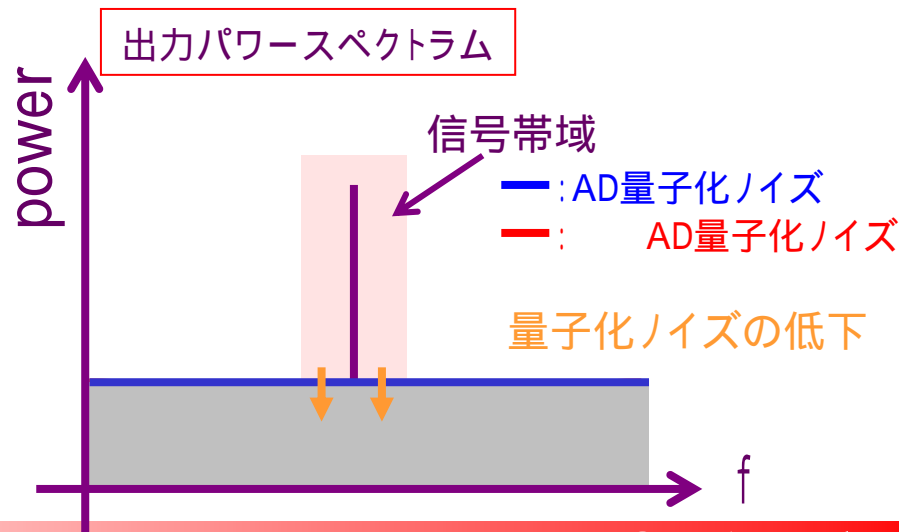 出力パワースペクトラム
power
信号帯域
:AD量子化ノイズ
: AD量子化ノイズ
量子化ノイズの低下
f